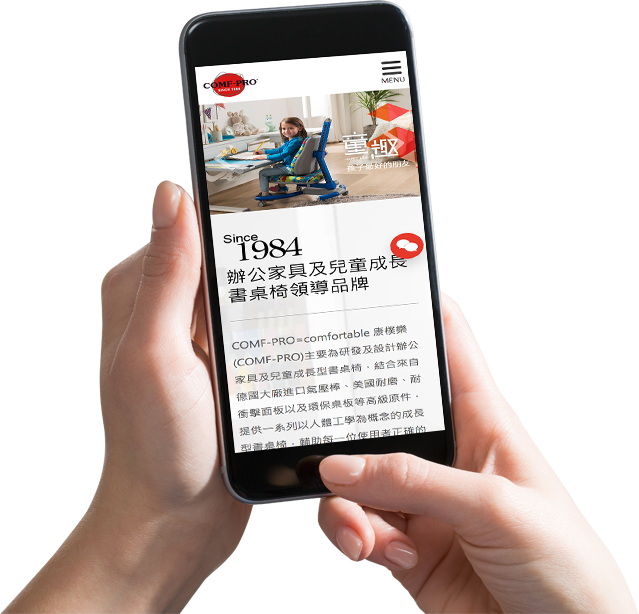 COMF-PRO
SINCE 1984
MENU
童趣
孩子最好的朋友
Since
1984
辦公家具及兒童成長
書桌椅領導品牌
COMF-PRO=comfortable 康樸樂
(COMF-PRO)主要為研發及設計辦公
家具及兒童成長型書桌椅、結合來自
德國大廠進口氣壓棒、美國耐磨、耐
衝擊面板以及環保桌板等高級原件，
提供一系列以人體工學為概念的成長
型書桌椅，輔助每一位使用者正確的